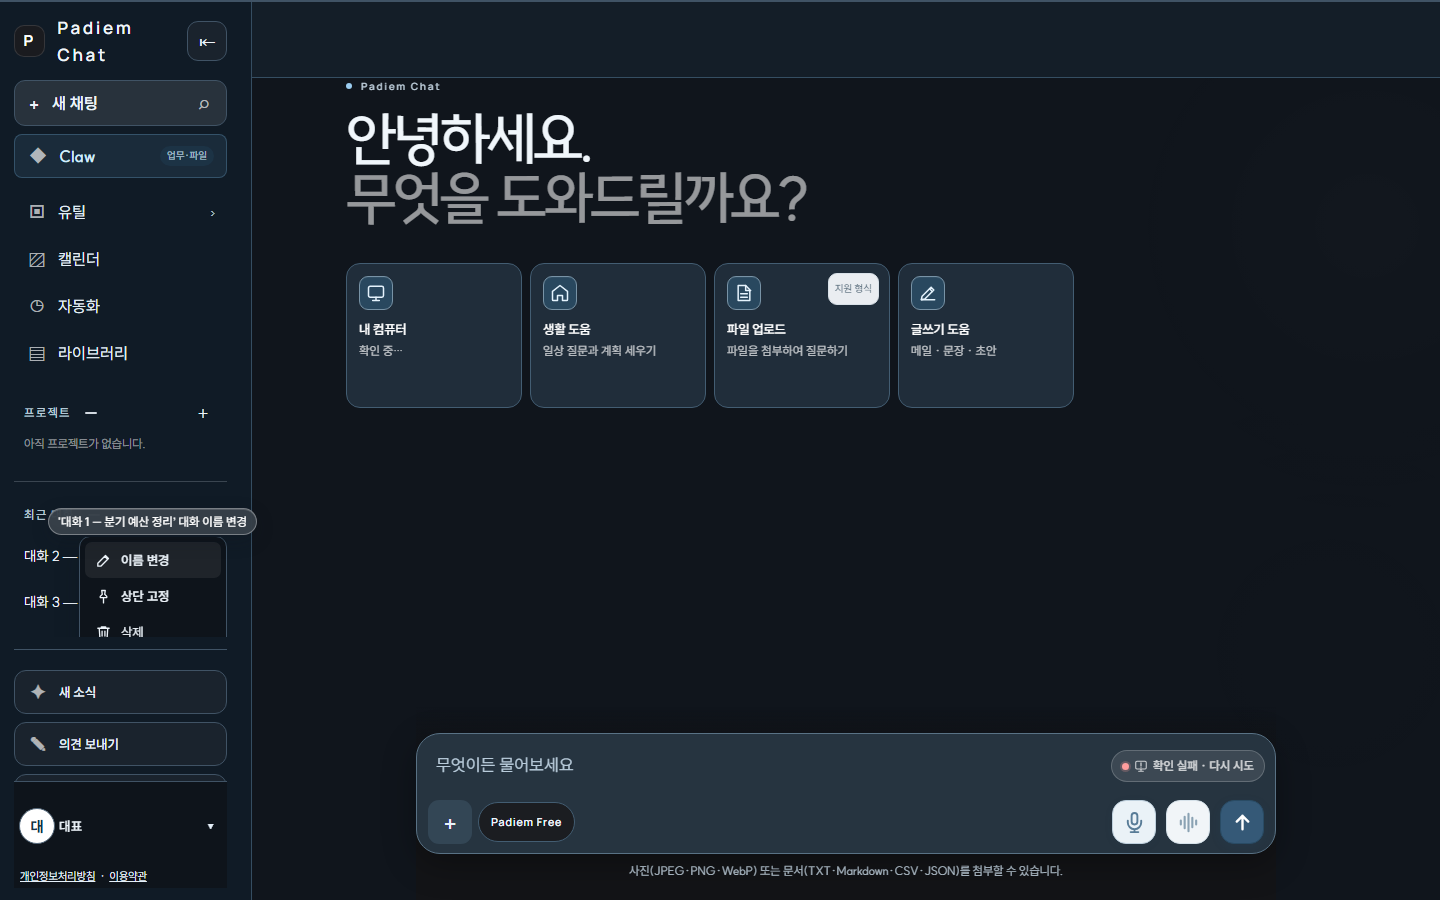 P
Padiem
Chat
+ 새 채팅
Claw
업무·파일
유틸
캘린더
자동화
라이브러리
프로젝트
아직 프로젝트가 없습니다.
최근
'대화 1 — 분기 예산 정리' 대화 이름 변경
대화 2 —
이름 변경
상단 고정
대화 3 —
삭제
새 소식
의견 보내기
대
대표
개인정보처리방침 · 이용약관
Padiem Chat
안녕하세요.
무엇을 도와드릴까요?
내 컴퓨터
확인 중…
생활 도움
일상 질문과 계획 세우기
지원 형식
파일 업로드
파일을 첨부하여 질문하기
글쓰기 도움
메일 · 문장 · 초안
무엇이든 물어보세요
확인 실패 · 다시 시도
+
Padiem Free
사진(JPEG·PNG·WebP) 또는 문서(TXT·Markdown·CSV·JSON)를 첨부할 수 있습니다.